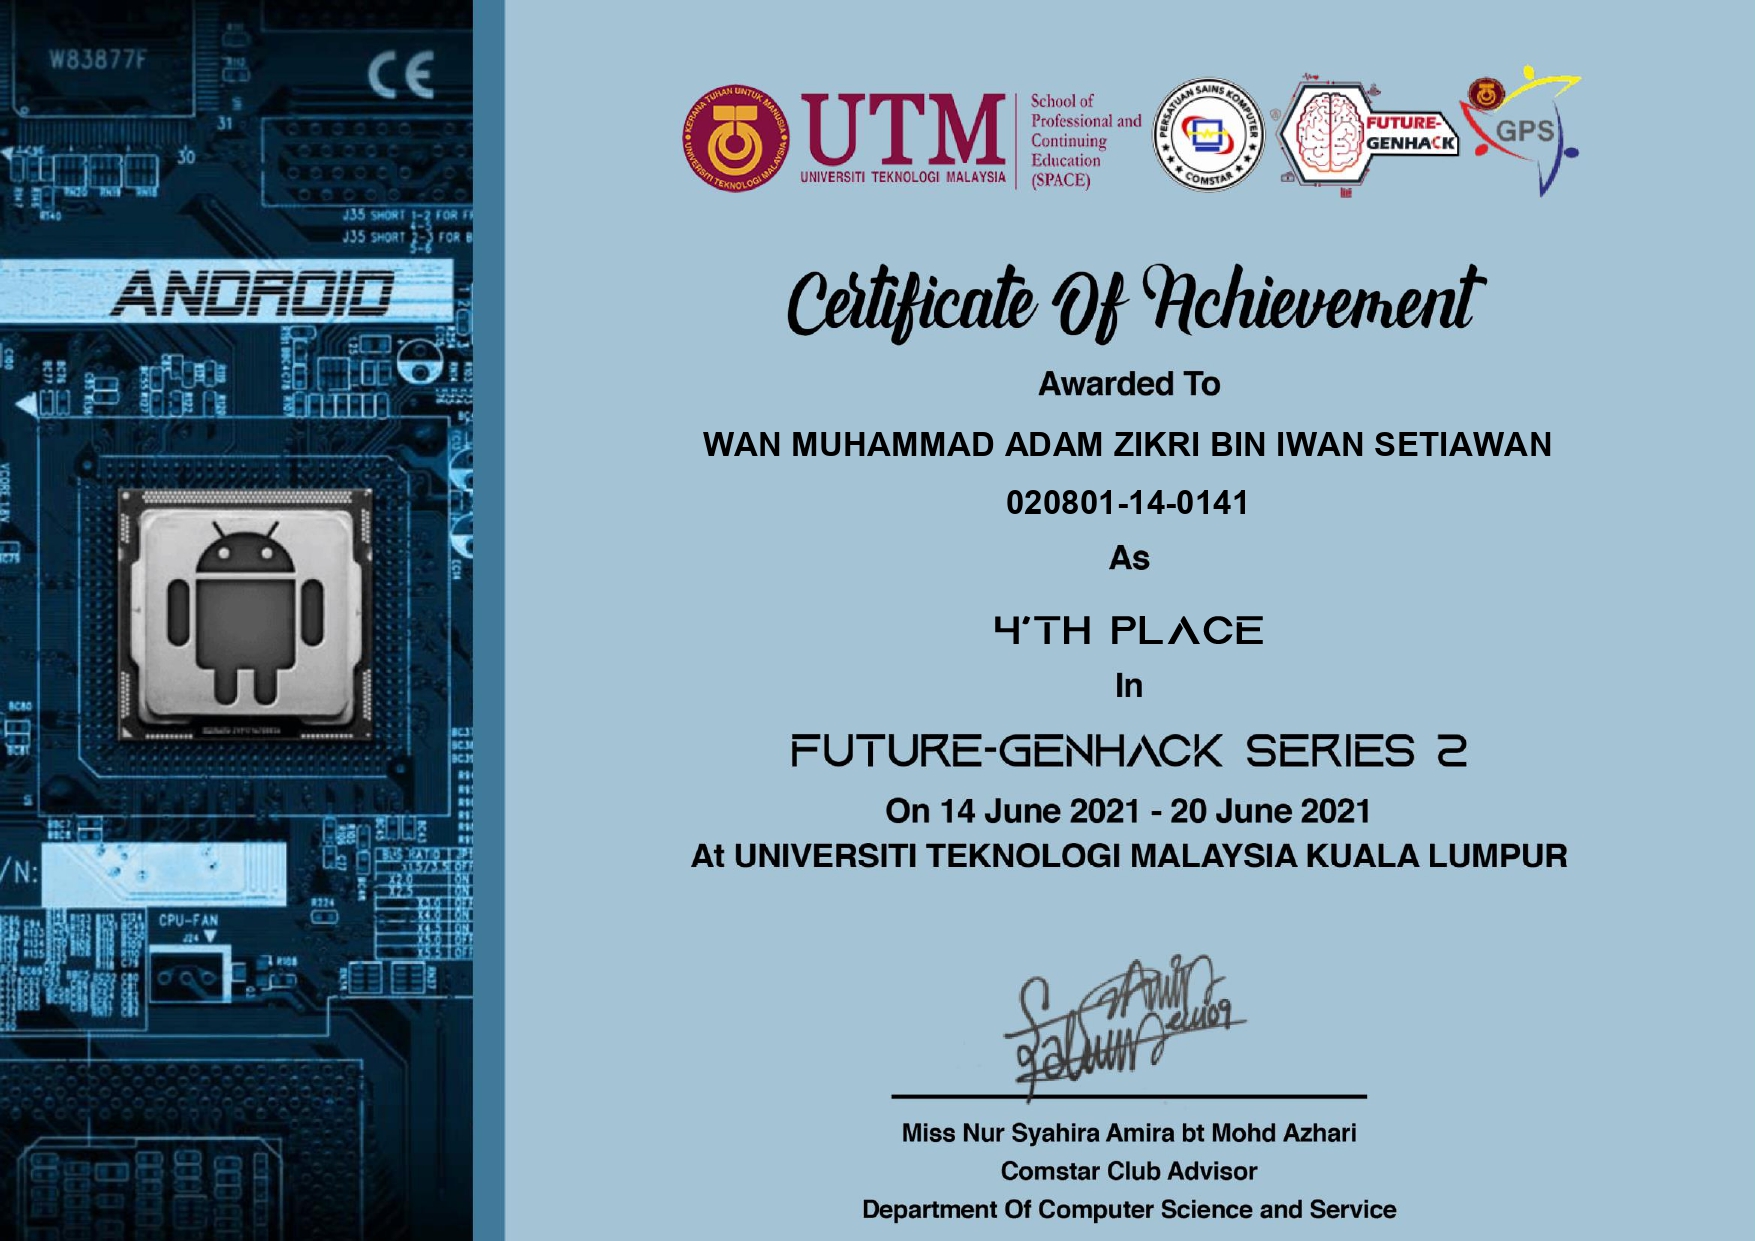 W83877F
CE
31
30
J35 SHORT 1-2 FOR
J35 SHORT 2-3 FOR
ANDROID
/N:
CPU-FAN
J24
KERANA TUHAN UNTUK MANUSIA
UNIVERSITI TEKNOLOGI MALAYSIA
UTM
UNIVERSITI TEKNOLOGI MALAYSIA
School of
Professional and
Continuing
Education
(SPACE)
PERSATUAN SAINS KOMPUTER
COMSTAR
FUTURE-
GENHACK
GPS
Certificate Of Achievement
Awarded To
WAN MUHAMMAD ADAM ZIKRI BIN IWAN SETIAWAN
020801-14-0141
As
4'TH PLACE
In
FUTURE-GENHACK SERIES 2
On 14 June 2021 - 20 June 2021
At UNIVERSITI TEKNOLOGI MALAYSIA KUALA LUMPUR
Miss Nur Syahira Amira bt Mohd Azhari
Comstar Club Advisor
Department Of Computer Science and Service